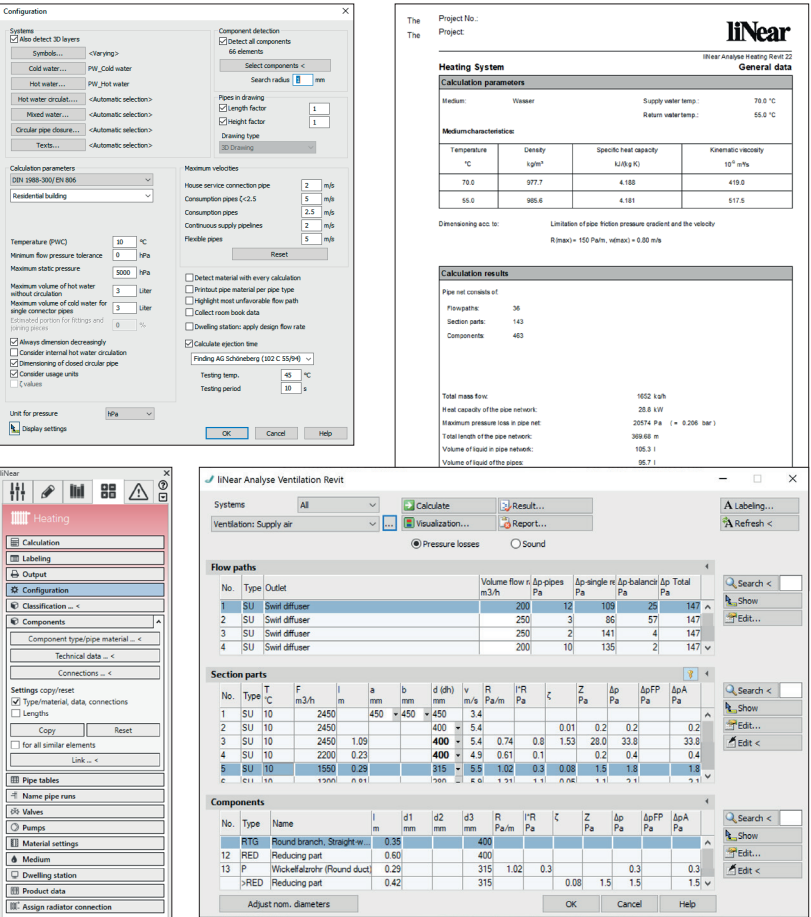 Configuration
Systems
Also detect 3D layers
Symbols... <Varying>
Cold water... PW_Cold water
Hot water... PW_Hot water
Hot water circulat.... <Automatic selection>
Mixed water... <Automatic selection>
Circular pipe closure... <Automatic selection>
Texts... <Automatic selection>
Component detection
Detect all components
66 elements
Select components <
Search radius 1 mm
Pipes in drawing
Length factor 1
Height factor 1
Drawing type
3D Drawing
Calculation parameters
DIN 1988-300/ EN 806
Residential building
Temperature (PWC) 10 °C
Minimum flow pressure tolerance 0 hPa
Maximum static pressure 5000 hPa
Maximum volume of hot water
without circulation 3 Liter
Maximum volume of cold water for
single connector pipes 3 Liter
Estimated portion for fittings and
joining pieces 0 %
Always dimension decreasingly
Consider internal hot water circulation
Dimensioning of closed circular pipe
Consider usage units
ζ values
Maximum velocities
House service connection pipe 2 m/s
Consumption pipes ζ<2.5 5 m/s
Consumption pipes 2.5 m/s
Continuous supply pipelines 2 m/s
Flexible pipes 5 m/s
Reset
Detect material with every calculation
Printout pipe material per pipe type
Highlight most unfavorable flow path
Collect room book data
Dwelling station: apply design flow rate
Calculate ejection time
Finding AG Schöneberg (102 C 55/94)
Testing temp. 45 °C
Testing period 10 s
Unit for pressure hPa
Display settings
OK Cancel Help
The Project No.:
The Project:
liNear
liNear Analyse Heating Revit 22
Heating System General data
Calculation parameters
Medium: Wasser Supply water temp.: 70.0 °C
Return water temp.: 55.0 °C
Medium characteristics:
Temperature Density Specific heat capacity Kinematic viscosity
°C kg/m³ kJ/(kg K) 10⁻⁹ m²/s
70.0 977.7 4.188 419.0
55.0 985.6 4.181 517.5
Dimensioning acc. to: Limitation of pipe friction pressure gradient and the velocity
R(max) = 150 Pa/m, w(max) = 0.80 m/s
Calculation results
Pipe net consists of:
Flowpaths: 36
Section parts: 143
Components: 463
Total mass flow: 1652 kg/h
Heat capacity of the pipe network: 28.8 kW
Maximum pressure loss in pipe net: 20574 Pa ( = 0.206 bar )
Total length of the pipe network: 369.68 m
Volume of liquid in pipe network: 105.3 l
Volume of liquid of the pipes: 95.7 l
liNear
Heating
Calculation
Labeling
Output
Configuration
Classification ... <
Components
Component type/pipe material ... <
Technical data ... <
Connections ... <
Settings copy/reset
Type/material, data, connections
Lengths
Copy Reset
for all similar elements
Link ... <
Pipe tables
Name pipe runs
Valves
Pumps
Material settings
Medium
Dwelling station
Product data
Assign radiator connection
liNear Analyse Ventilation Revit
Systems All Calculate Result... A Labeling...
Ventilation: Supply air ... Visualization... Report... Refresh <
Pressure losses Sound
Flow paths
No. Type Outlet Volume flow r. Δp-pipes Δp-single re Δp-balancin Δp Total
m3/h Pa Pa Pa Pa
1 SU Swirl diffuser 200 12 109 25 147
2 SU Swirl diffuser 250 3 86 57 147
3 SU Swirl diffuser 250 2 141 4 147
4 SU Swirl diffuser 200 10 135 2 147
Search <
Show
Edit...
Section parts
No. Type T °C F m3/h l m a mm b mm d (dh) mm v m/s R Pa/m l*R Pa ζ Z Pa Δp Pa ΔpFP Pa ΔpA Pa
1 SU 10 2450 450 450 450 3.4
2 SU 10 2450 400 5.4 0.01 0.2 0.2 0.2
3 SU 10 2450 1.09 400 5.4 0.74 0.8 1.53 28.0 33.8 33.8
4 SU 10 2200 0.23 400 4.9 0.61 0.1 0.2 0.4 0.4
5 SU 10 1550 0.29 315 5.5 1.02 0.3 0.08 1.5 1.8 1.8
6 SU 10 1200 0.81 280 5.9 1.31 1.1 0.05 1.1 2.1 2.1
Search <
Show
Edit...
Edit <
Components
No. Type Name l m d1 mm d2 mm d3 mm R Pa/m l*R Pa ζ Z Pa Δp Pa ΔpFP Pa ΔpA Pa
RTG Round branch, Straight-w... 0.35 400
12 RED Reducing part 0.60 400
13 P Wickelfalzrohr (Round duct) 0.29 315 1.02 0.3 0.3 0.3
>RED Reducing part 0.42 315 0.08 1.5 1.5 1.5
Search <
Show
Edit...
Edit <
Adjust nom. diameters OK Cancel Help